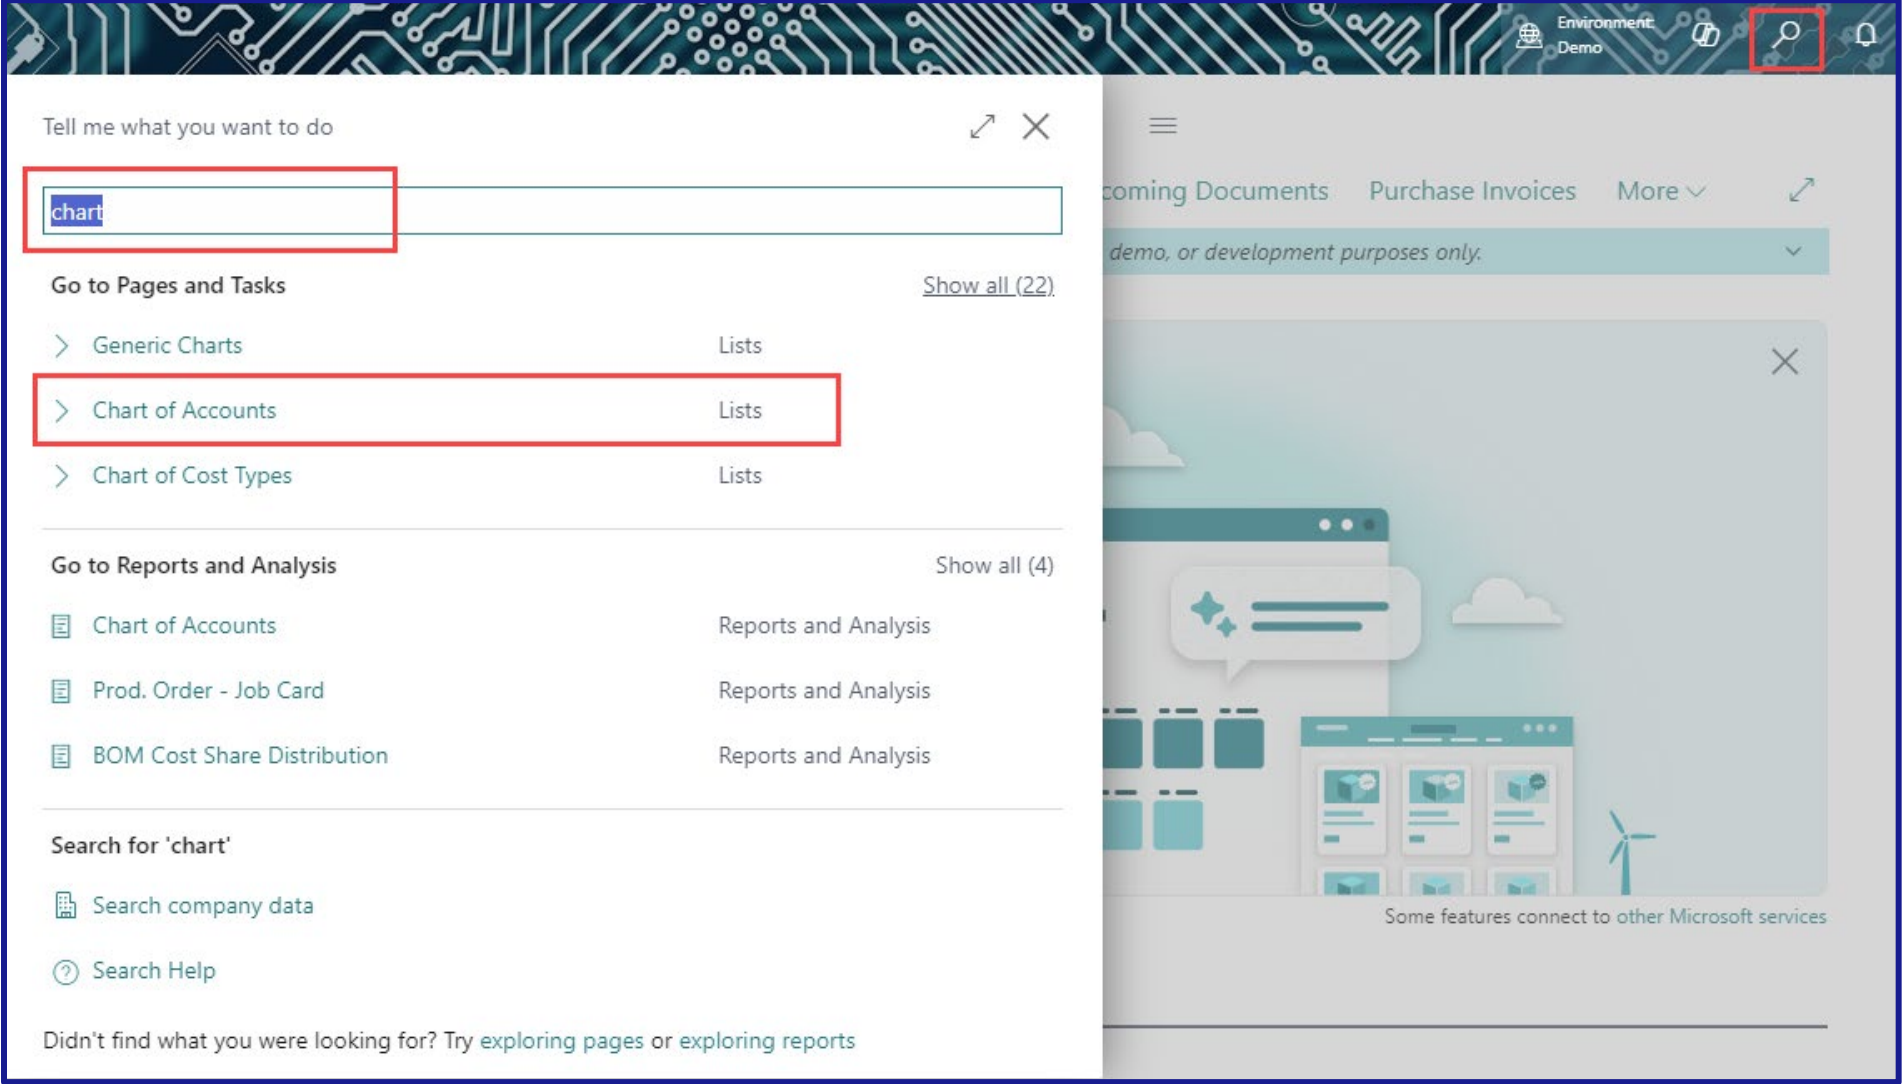 Environment:
Demo
Tell me what you want to do
chart
Go to Pages and Tasks Show all (22)
Generic Charts Lists
Chart of Accounts Lists
Chart of Cost Types Lists
Go to Reports and Analysis Show all (4)
Chart of Accounts Reports and Analysis
Prod. Order - Job Card Reports and Analysis
BOM Cost Share Distribution Reports and Analysis
Search for 'chart'
Search company data
Search Help
Didn't find what you were looking for? Try exploring pages or exploring reports
coming Documents Purchase Invoices More
demo, or development purposes only.
Some features connect to other Microsoft services